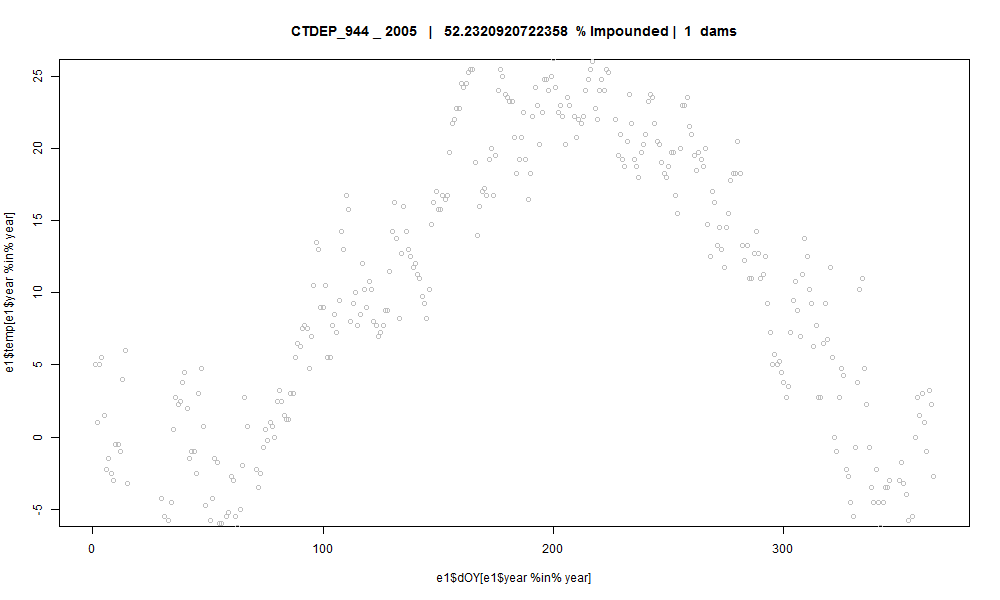 CTDEP_944 _ 2005 | 52.2320920722358 % Impounded | 1 dams
e1$temp[e1$year %in% year]
25
20
15
10
5
0
-5
0 100 200 300
e1$dOY[e1$year %in% year]